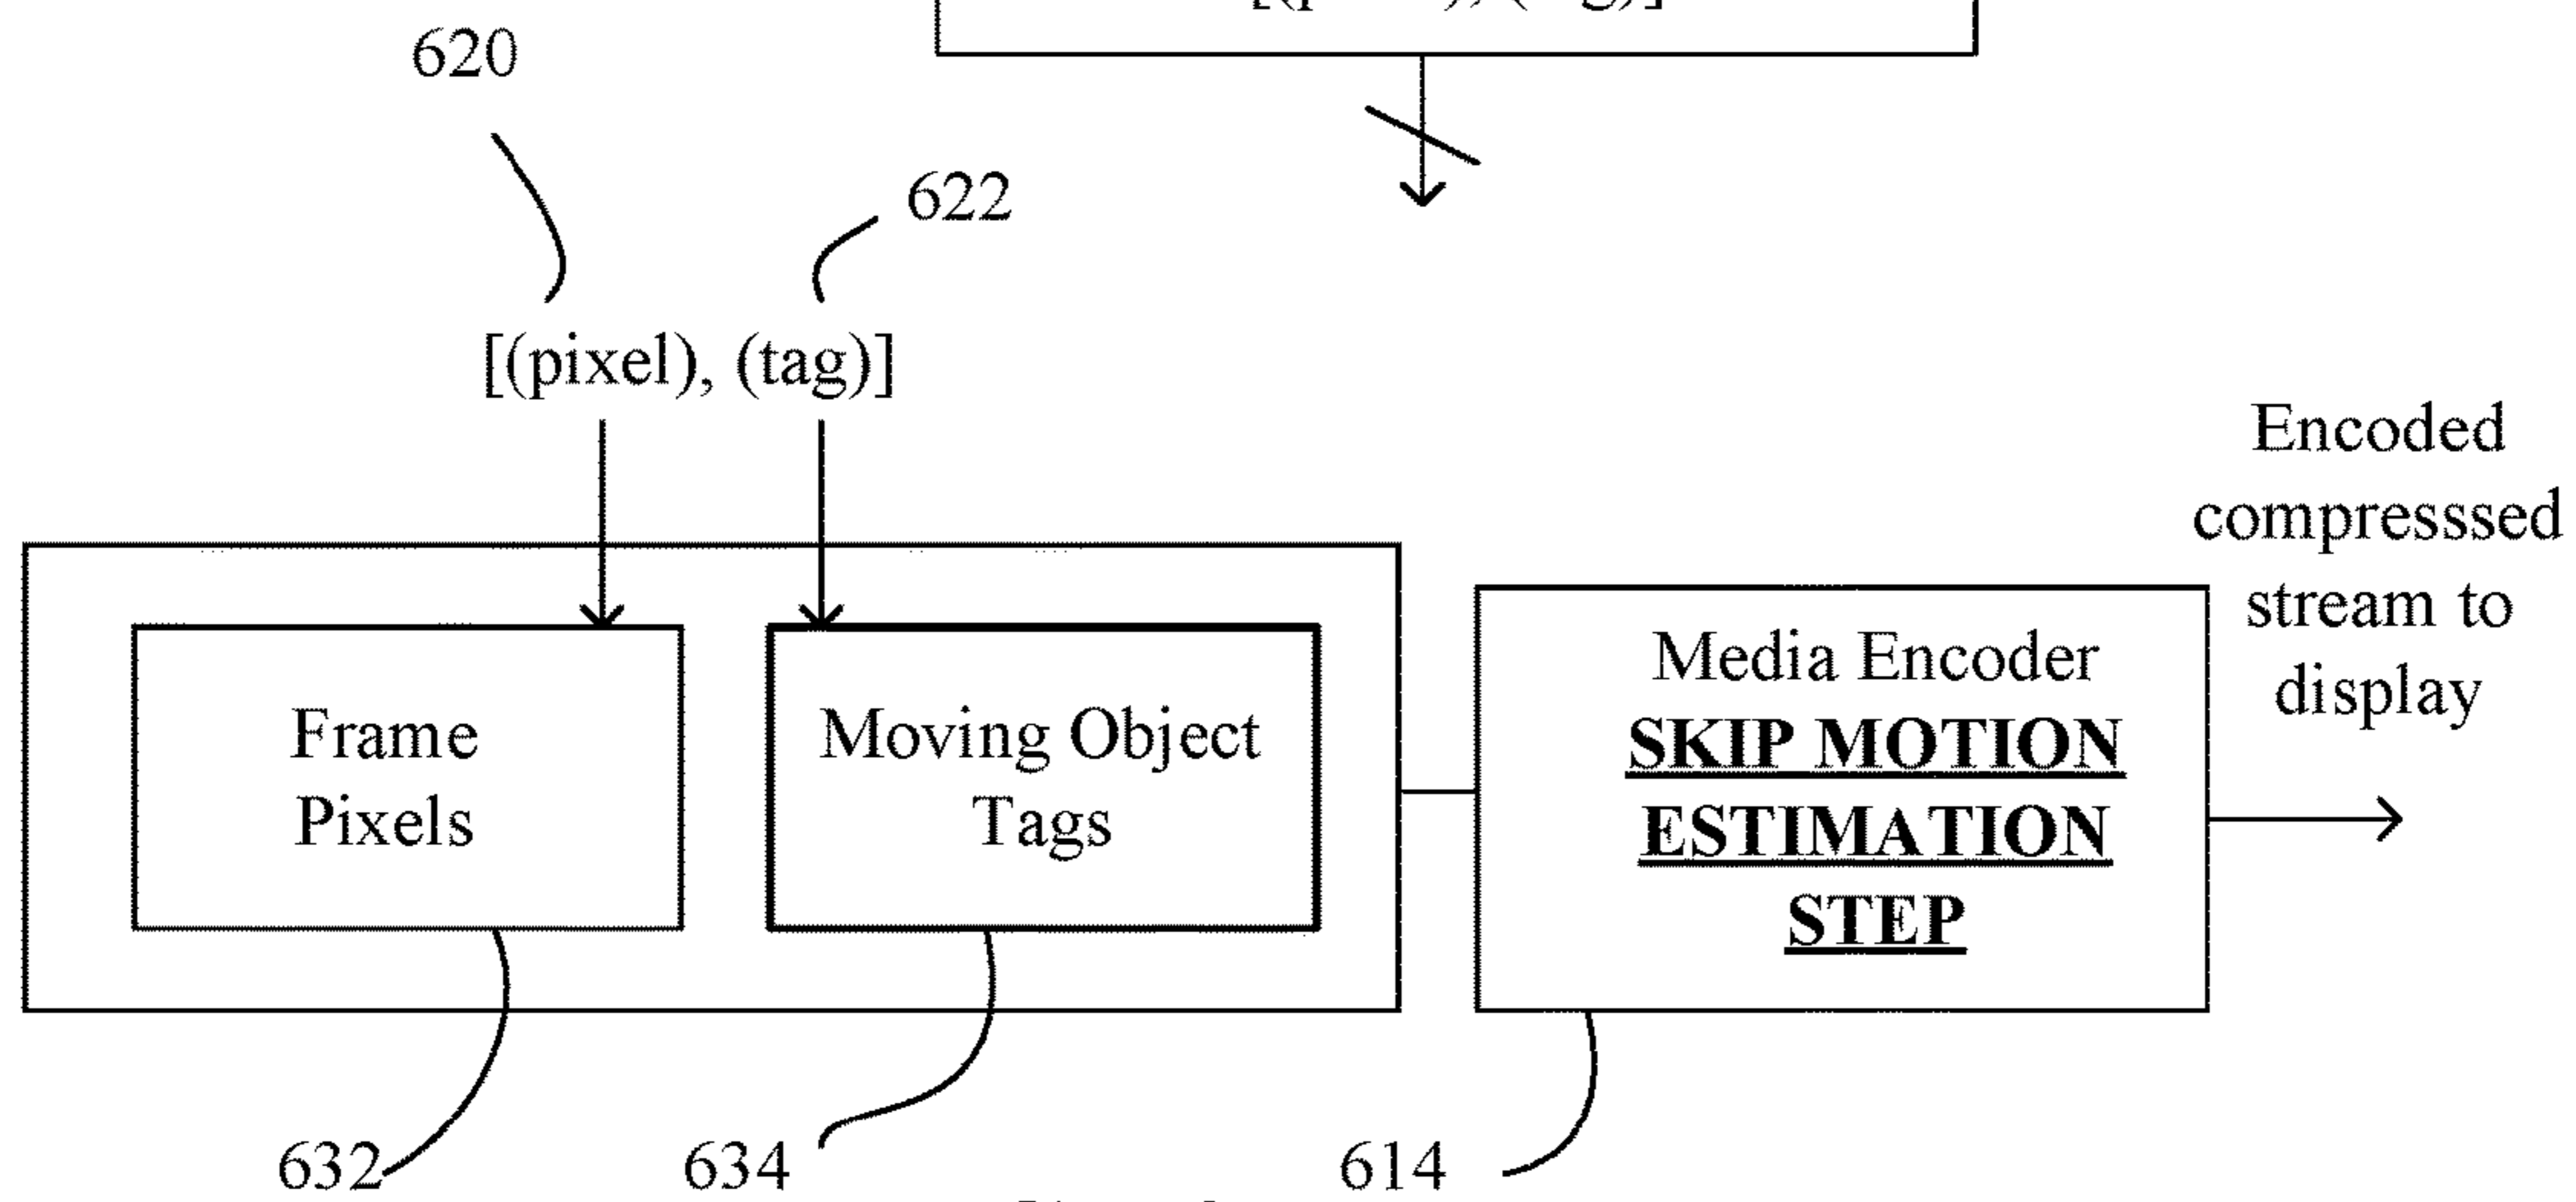 620
622
[(pixel), (tag)]
Encoded
compresssed
stream to
display
Frame
Pixels
Moving Object
Tags
Media Encoder
SKIP MOTION
ESTIMATION
STEP
632
634
614